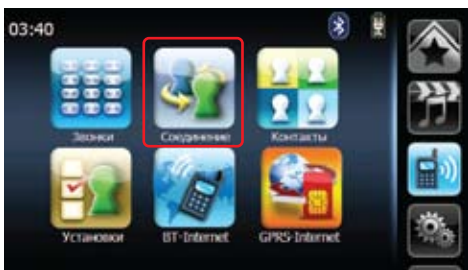 03:40
Звонки Соединение Контакты
Установки BT-Internet GPRS-Internet